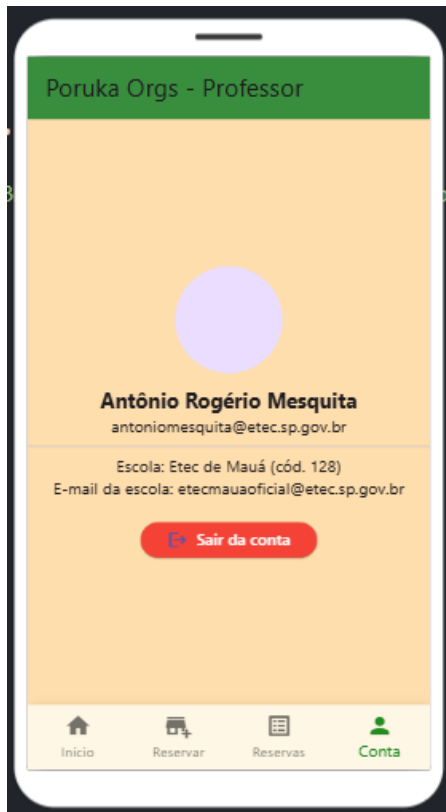 Poruka Orgs - Professor
Antônio Rogério Mesquita
antoniomesquita@etec.sp.gov.br
Escola: Etec de Mauá (cód. 128)
E-mail da escola: etecmauaoficial@etec.sp.gov.br
Sair da conta
Inicio Reservar Reservas Conta